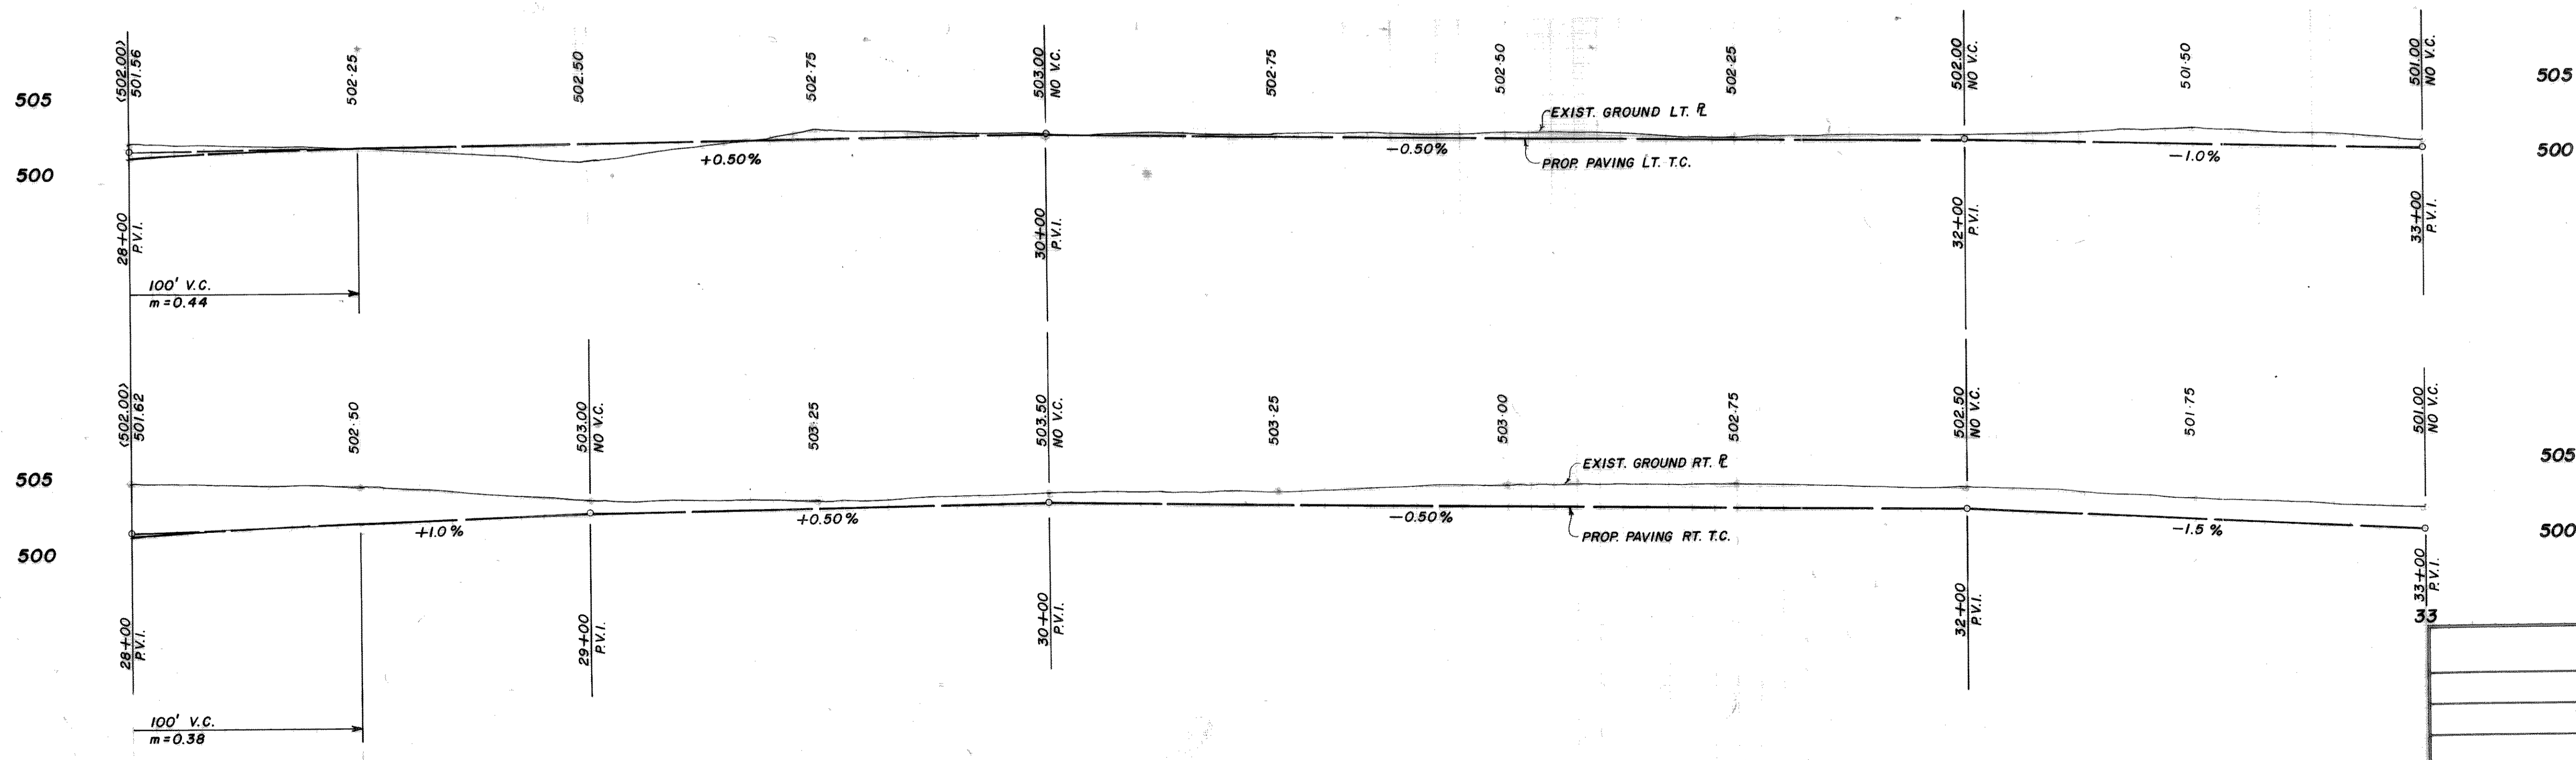 (502.00)
501.56
502.25
502.50
502.75
503.00
NO V.C.
502.75
502.50
502.25
502.00
NO V.C.
501.50
501.00
NO V.C.
505
505
EXIST. GROUND LT. ℄
+0.50%
-0.50%
PROP. PAVING LT. T.C.
-1.0%
500
500
28+00
P.V.I.
30+00
P.V.I.
32+00
P.V.I.
33+00
P.V.I.
100' V.C.
m=0.44
(502.00)
501.62
502.50
503.00
NO V.C.
503.25
503.50
NO V.C.
503.25
503.00
502.75
502.50
NO V.C.
501.75
501.00
NO V.C.
505
505
EXIST. GROUND RT. ℄
+1.0%
+0.50%
-0.50%
PROP. PAVING RT. T.C.
-1.5%
500
500
28+00
P.V.I.
29+00
P.V.I.
30+00
P.V.I.
32+00
P.V.I.
33+00
P.V.I.
33
100' V.C.
m=0.38